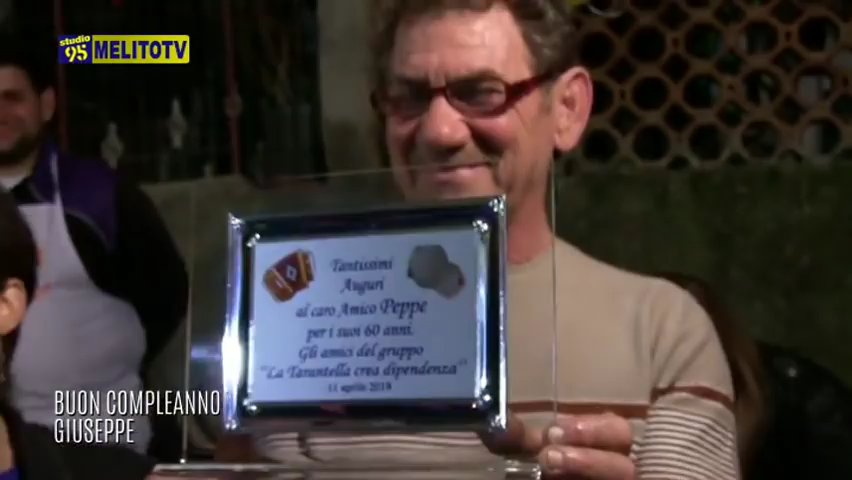 studio
95 MELITOTV
Tantissimi
Auguri
al caro Amico Peppe
per i suoi 60 anni.
Gli amici del gruppo
"La Tarantella crea dipendenza"
11 aprile 2018
BUON COMPLEANNO
GIUSEPPE